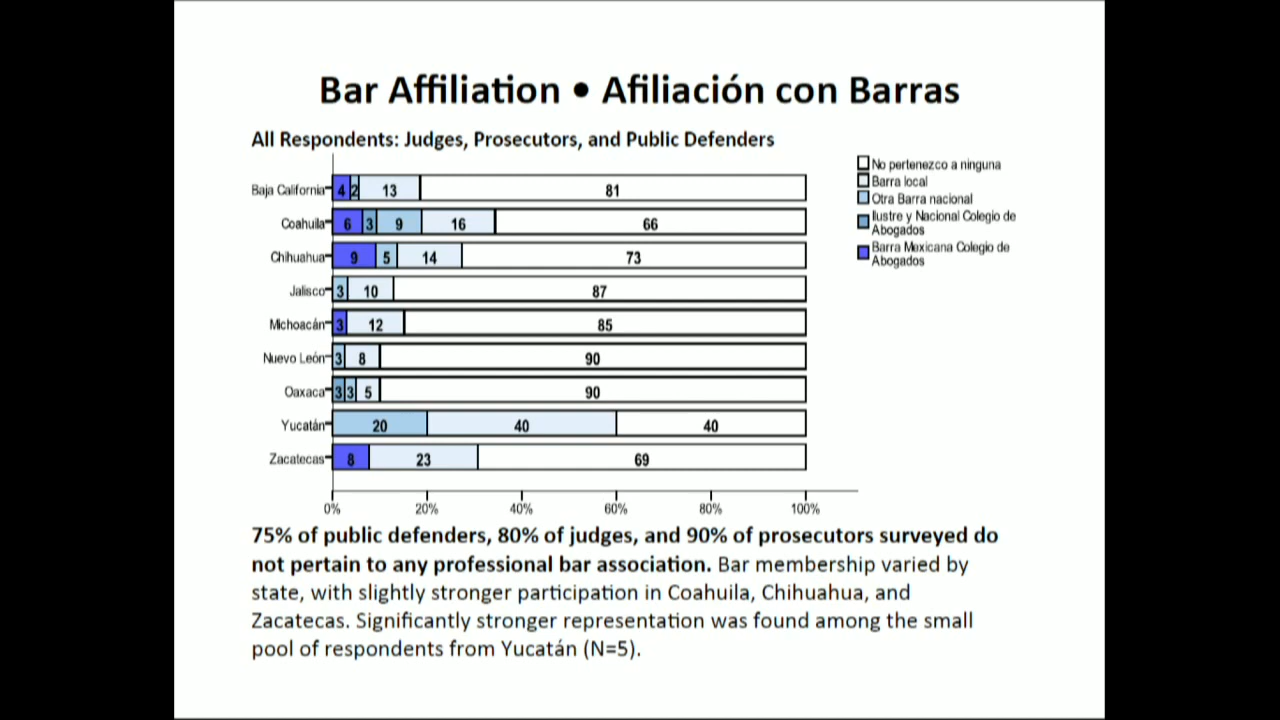 Bar Affiliation • Afiliación con Barras
All Respondents: Judges, Prosecutors, and Public Defenders
No pertenezco a ninguna
Barra local
Otra Barra nacional
Ilustre y Nacional Colegio de
Abogados
Barra Mexicana Colegio de
Abogados
Baja California 4 2 13 81
Coahuila 6 3 9 16 66
Chihuahua 9 5 14 73
Jalisco 3 10 87
Michoacán 3 12 85
Nuevo León 3 8 90
Oaxaca 3 3 5 90
Yucatán 20 40 40
Zacatecas 8 23 69
0% 20% 40% 60% 80% 100%
75% of public defenders, 80% of judges, and 90% of prosecutors surveyed do
not pertain to any professional bar association. Bar membership varied by
state, with slightly stronger participation in Coahuila, Chihuahua, and
Zacatecas. Significantly stronger representation was found among the small
pool of respondents from Yucatán (N=5).